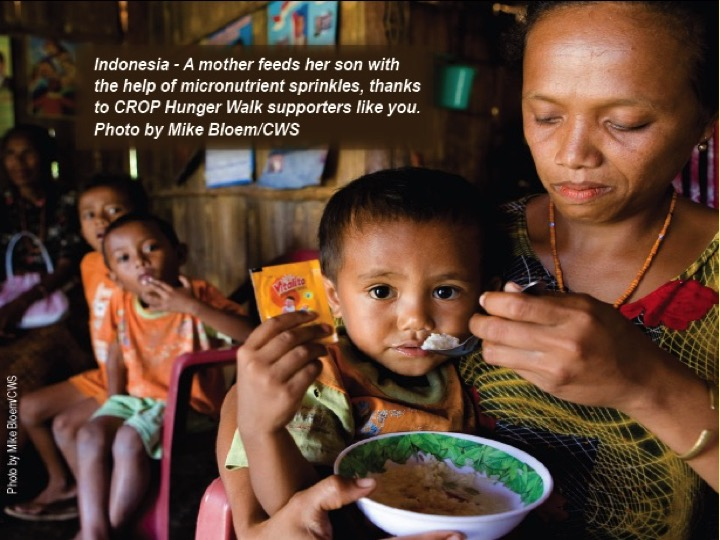 Indonesia - A mother feeds her son with
the help of micronutrient sprinkles, thanks
to CROP Hunger Walk supporters like you.
Photo by Mike Bloem/CWS
Vitalita
Photo by Mike Bloem/CWS